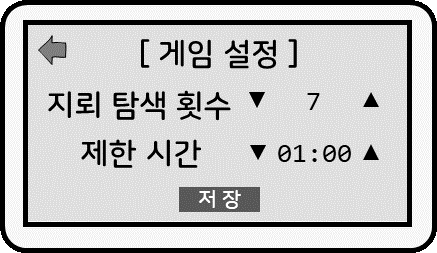 [ 게임 설정 ]
지뢰 탐색 횟수 ▼ 7 ▲
제한 시간 ▼ 01:00 ▲
저장